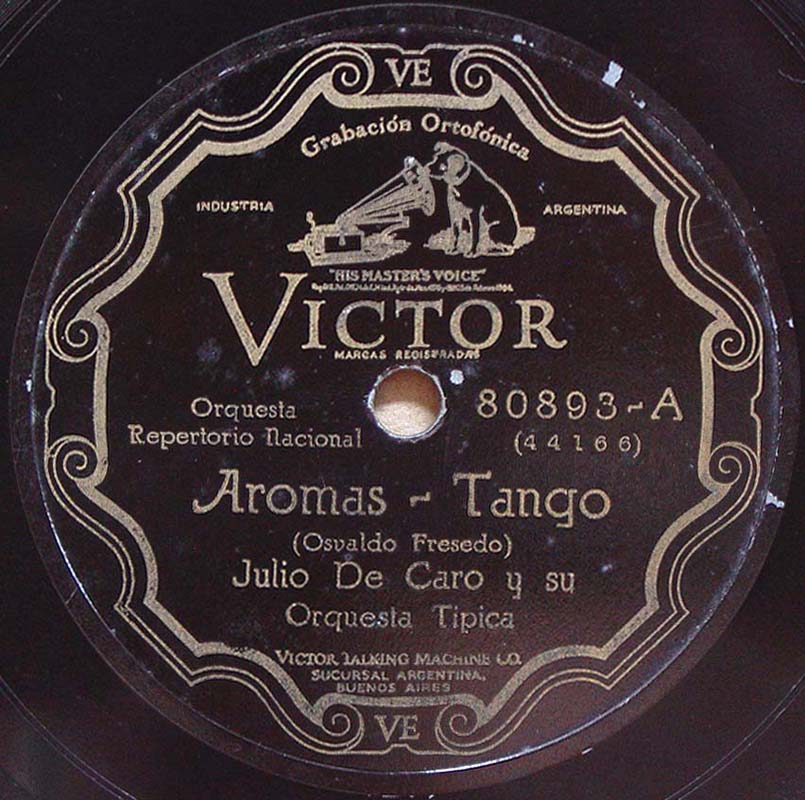 VE
Grabación Ortofónica
INDUSTRIA
ARGENTINA
"HIS MASTER'S VOICE"
VICTOR
MARCAS REGISTRADAS
Orquesta
Repertorio Nacional
80893-A
(44166)
Aromas - Tango
(Osvaldo Fresedo)
Julio De Caro y su
Orquesta Tipica
VICTOR TALKING MACHINE CO.
SUCURSAL ARGENTINA,
BUENOS AIRES
VE